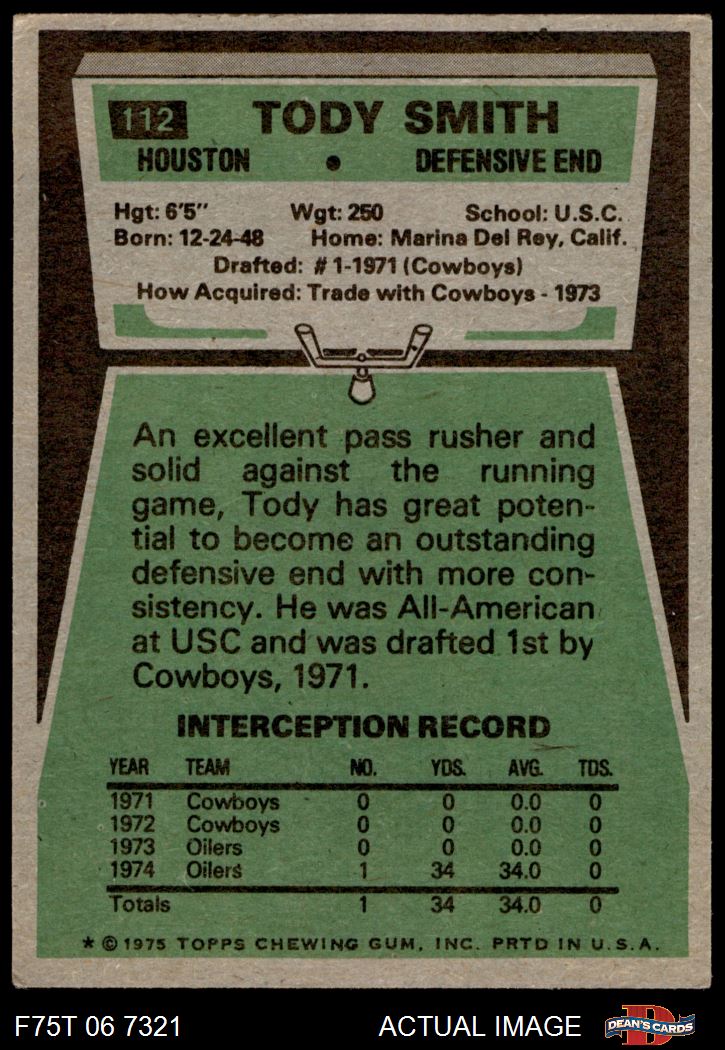 112 TODY SMITH
HOUSTON • DEFENSIVE END
Hgt: 6'5" Wgt: 250 School: U.S.C.
Born: 12-24-48 Home: Marina Del Rey, Calif.
Drafted: #1-1971 (Cowboys)
How Acquired: Trade with Cowboys - 1973
An excellent pass rusher and
solid against the running
game, Tody has great poten-
tial to become an outstanding
defensive end with more con-
sistency. He was All-American
at USC and was drafted 1st by
Cowboys, 1971.
INTERCEPTION RECORD
YEAR TEAM NO. YDS. AVG. TDS.
1971 Cowboys 0 0 0.0 0
1972 Cowboys 0 0 0.0 0
1973 Oilers 0 0 0.0 0
1974 Oilers 1 34 34.0 0
Totals 1 34 34.0 0
* © 1975 TOPPS CHEWING GUM, INC. PRTD IN U.S.A.
F75T 06 7321 ACTUAL IMAGE DEAN'S CARDS